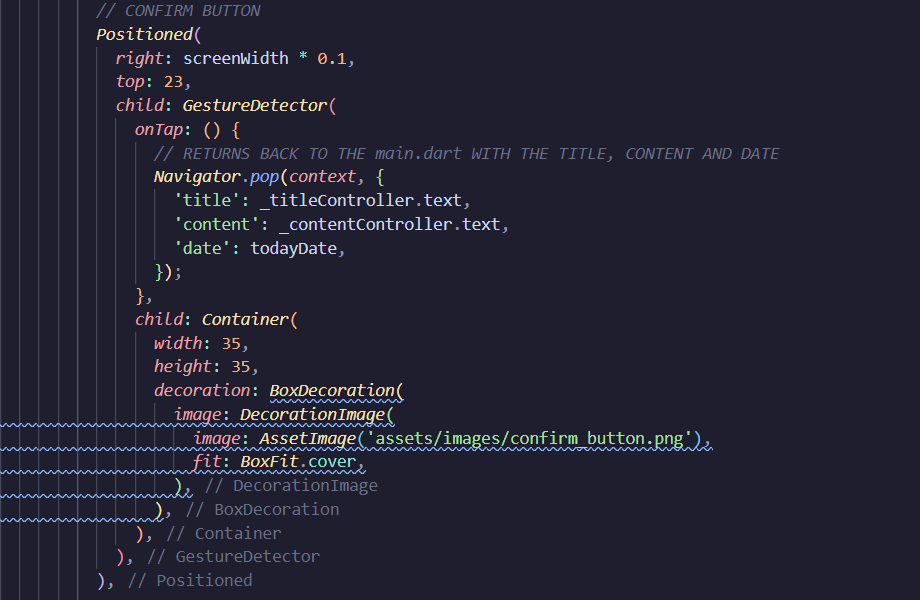 // CONFIRM BUTTON
Positioned(
  right: screenWidth * 0.1,
  top: 23,
  child: GestureDetector(
    onTap: () {
      // RETURNS BACK TO THE main.dart WITH THE TITLE, CONTENT AND DATE
      Navigator.pop(context, {
        'title': _titleController.text,
        'content': _contentController.text,
        'date': todayDate,
      });
    },
    child: Container(
      width: 35,
      height: 35,
      decoration: BoxDecoration(
        image: DecorationImage(
          image: AssetImage('assets/images/confirm_button.png'),
          fit: BoxFit.cover,
        ), // DecorationImage
      ), // BoxDecoration
    ), // Container
  ), // GestureDetector
), // Positioned